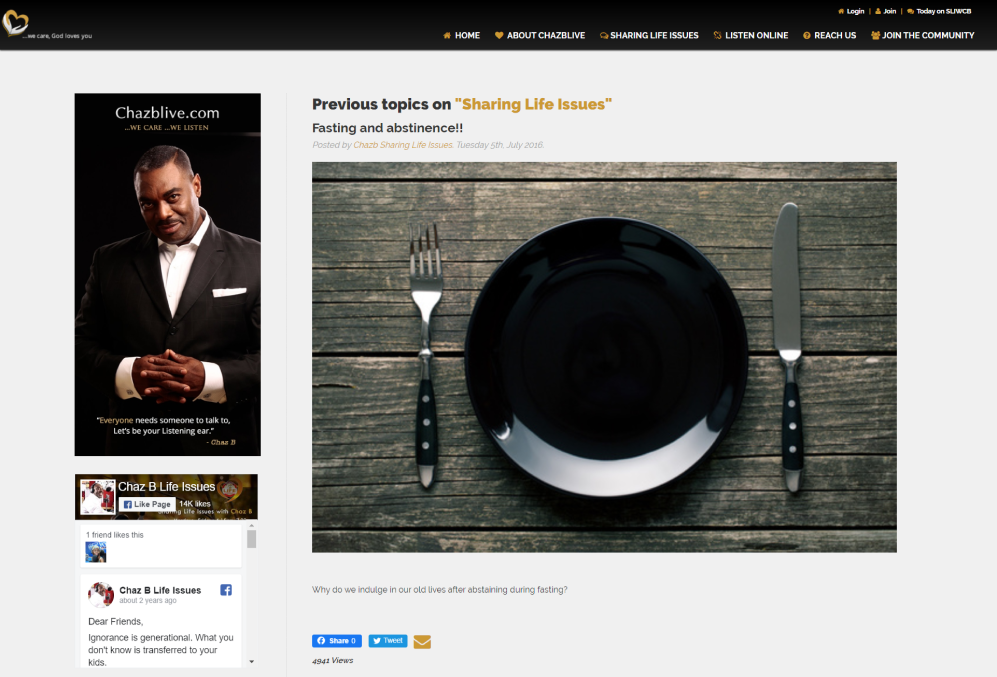 Login | Join | Today on SLIWCB
...we care, God loves you
HOME ABOUT CHAZBLIVE SHARING LIFE ISSUES LISTEN ONLINE REACH US JOIN THE COMMUNITY
Chazblive.com
...WE CARE ...WE LISTEN
"Everyone needs someone to talk to,
Let's be your Listening ear."
- Chaz B
Chaz B Life Issues
Like Page 14K likes
Sharing Life Issues with Chaz B
1 friend likes this
Chaz B Life Issues
about 2 years ago
Dear Friends,
Ignorance is generational. What you
don't know is transferred to your
kids.
Previous topics on "Sharing Life Issues"
Fasting and abstinence!!
Posted by Chazb Sharing Life Issues. Tuesday 5th, July 2016.
Why do we indulge in our old lives after abstaining during fasting?
Share 0 Tweet
4941 Views